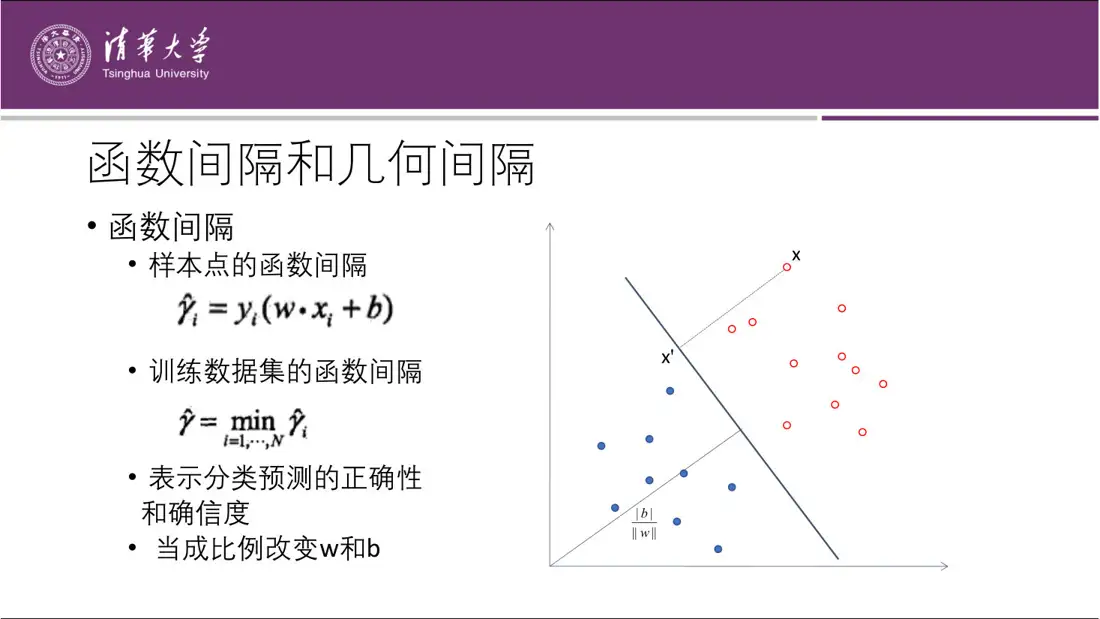 清华大学
Tsinghua University
函数间隔和几何间隔
• 函数间隔
• 样本点的函数间隔
γ̂ᵢ = yᵢ(w•xᵢ + b)
• 训练数据集的函数间隔
γ̂ = min γ̂ᵢ
i=1,⋯,N
• 表示分类预测的正确性
和确信度
• 当成比例改变w和b
x
x'
|b|
‖w‖